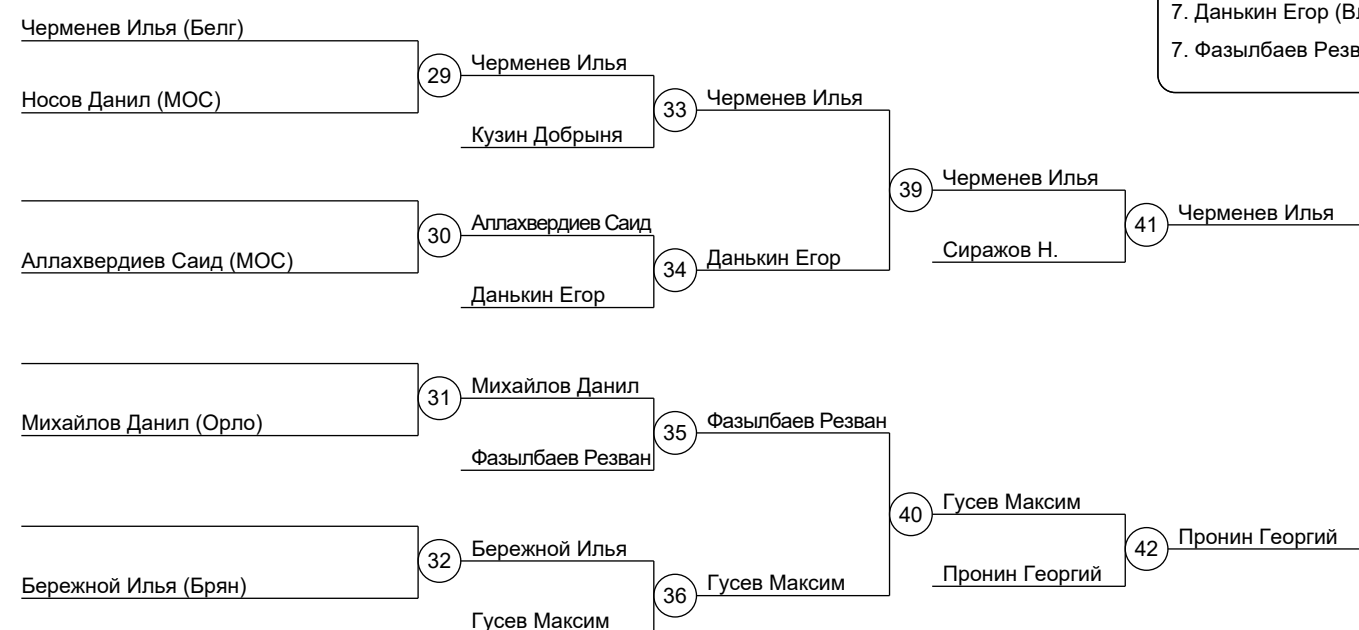 7. Данькин Егор (Вл
7. Фазылбаев Резв
Черменев Илья (Белг)
29
Черменев Илья
Носов Данил (МОС)
33
Черменев Илья
Кузин Добрыня
39
Черменев Илья
30
Аллахвердиев Саид
41
Черменев Илья
Аллахвердиев Саид (МОС)
34
Данькин Егор
Сиражов Н.
Данькин Егор
31
Михайлов Данил
Михайлов Данил (Орло)
35
Фазылбаев Резван
Фазылбаев Резван
40
Гусев Максим
32
Бережной Илья
42
Пронин Георгий
Бережной Илья (Брян)
36
Гусев Максим
Пронин Георгий
Гусев Максим